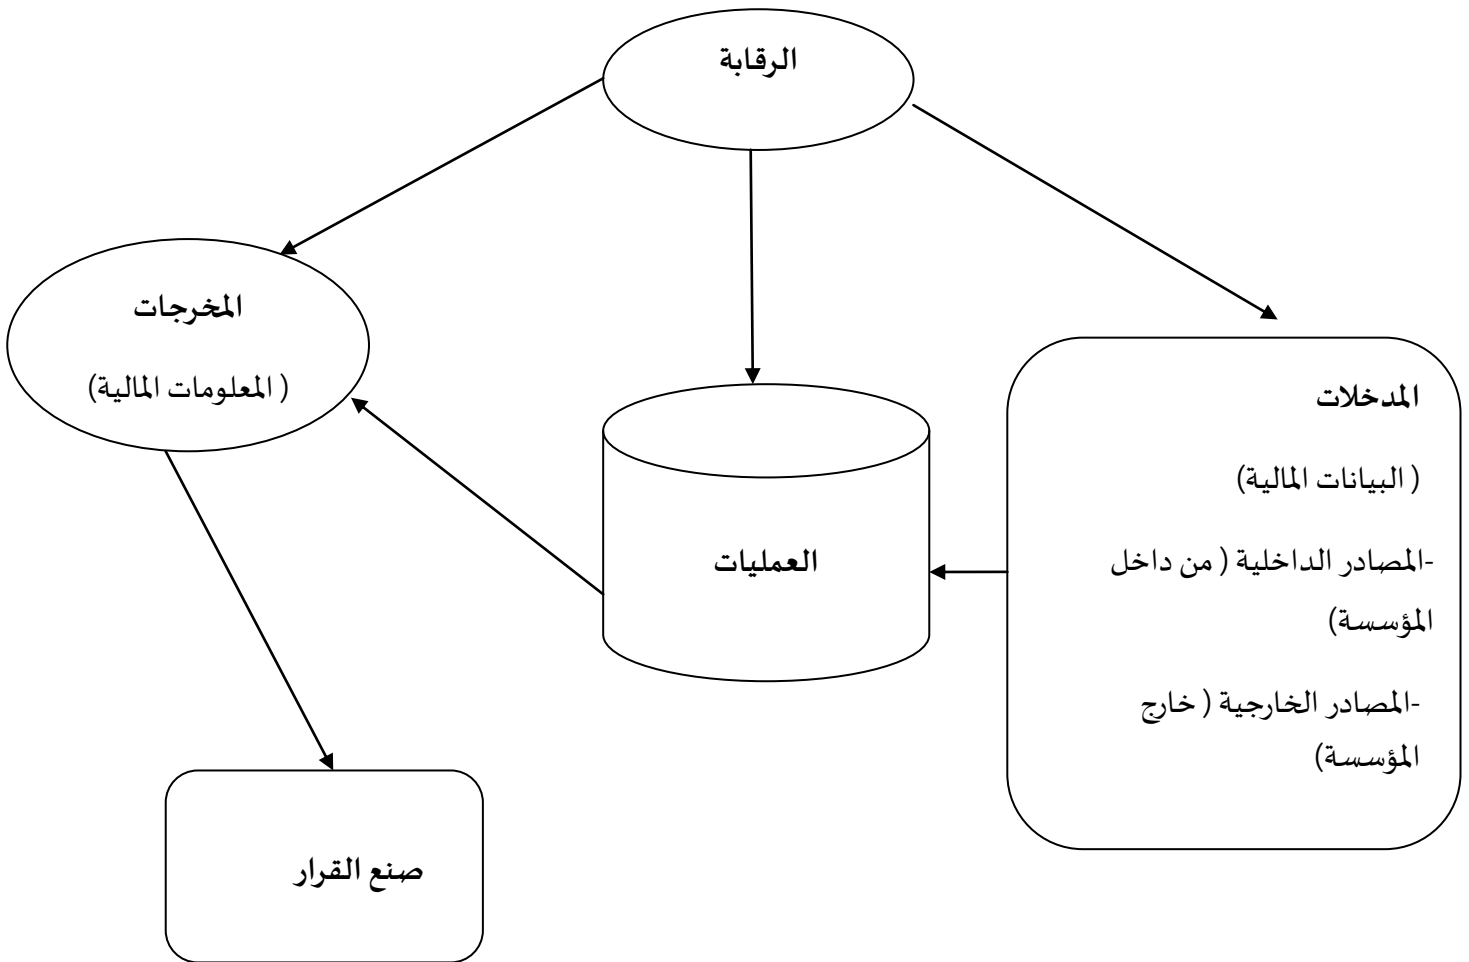 الرقابة
المدخلات
( البيانات المالية)
-المصادر الداخلية ( من داخل
المؤسسة)
-المصادر الخارجية ( خارج
المؤسسة)
العمليات
المخرجات
( المعلومات المالية)
صنع القرار